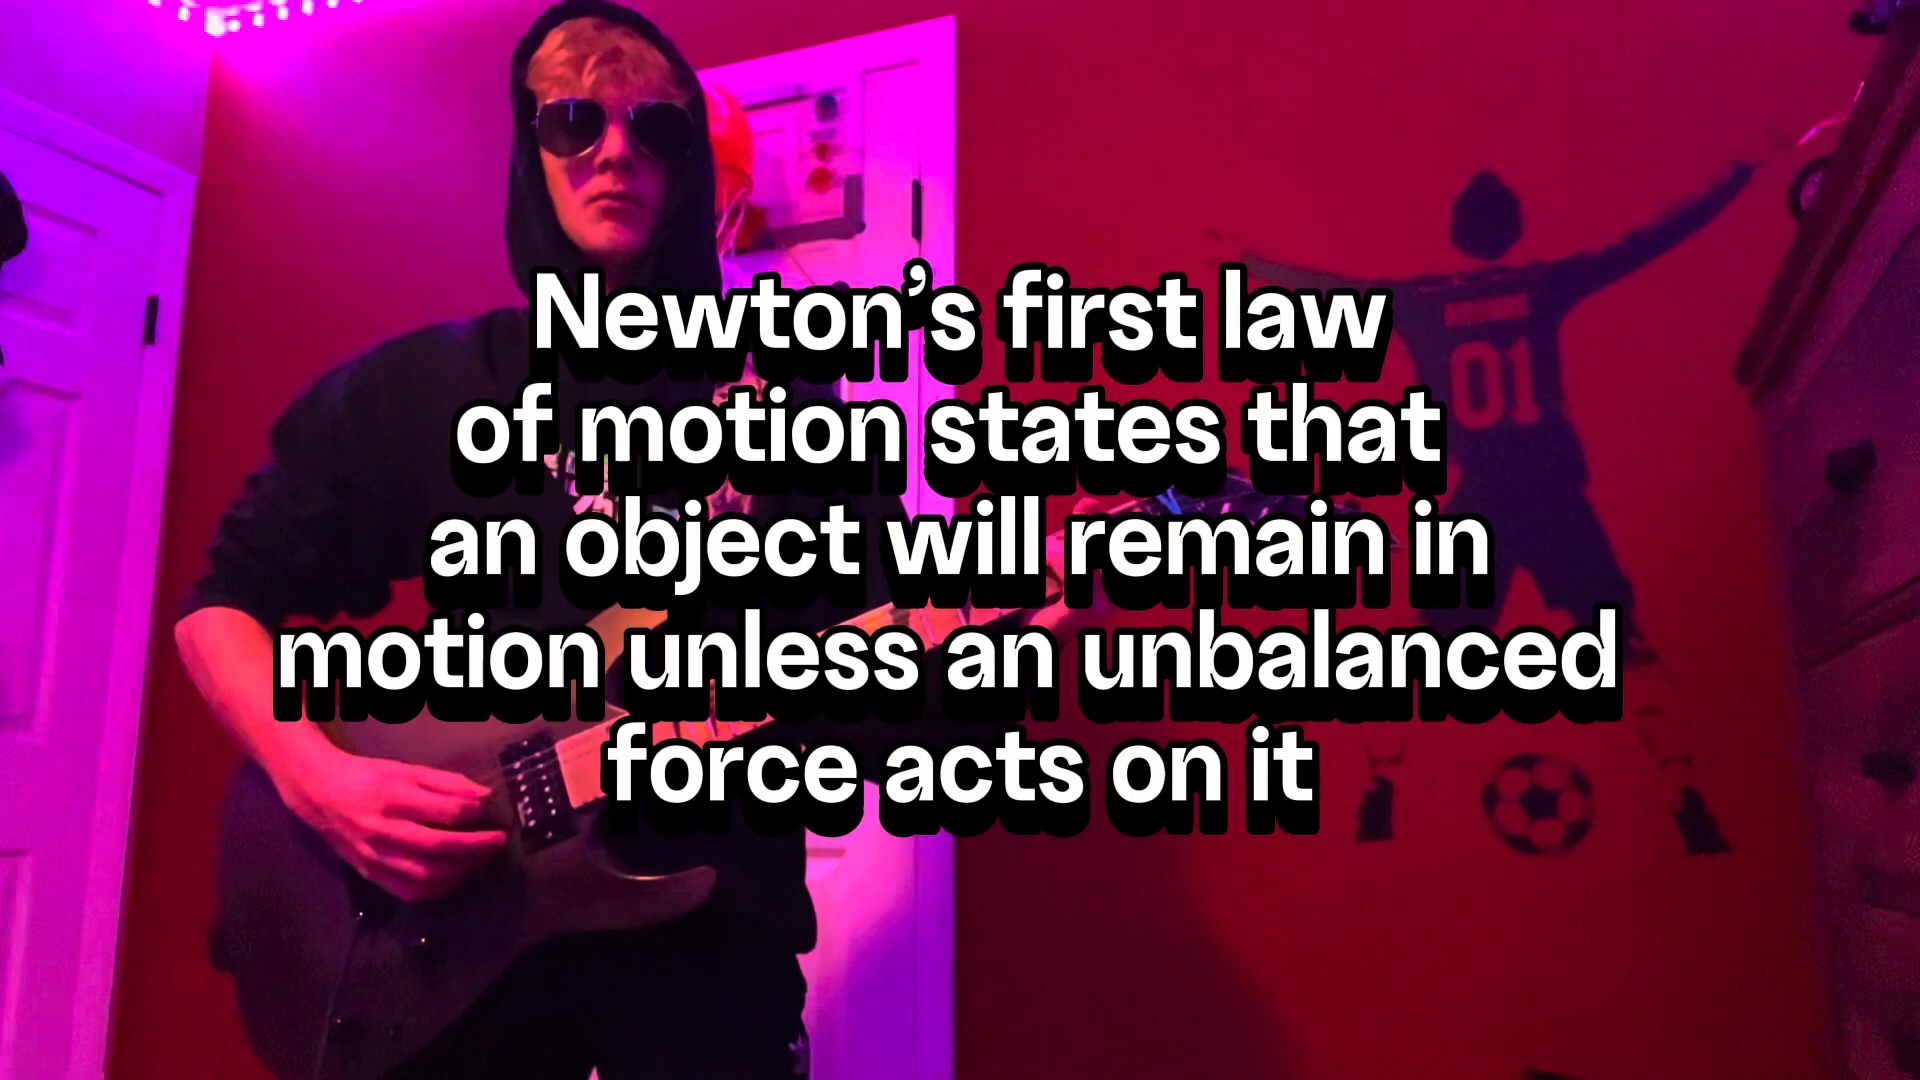 Newton’s first law
of motion states that
an object will remain in
motion unless an unbalanced
force acts on it
01